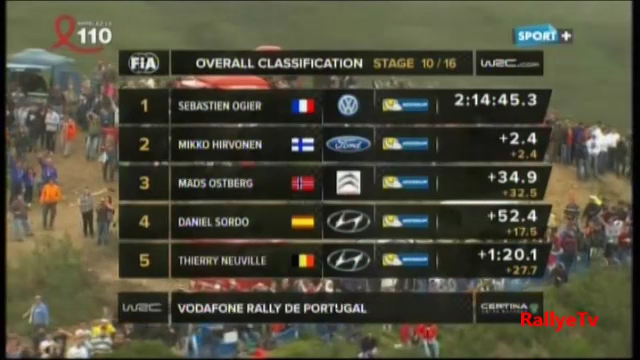 APPELEZ LE
110
SPORT+
FIA
OVERALL CLASSIFICATION STAGE 10 / 16
WRC.com
1 SEBASTIEN OGIER 2:14:45.3
2 MIKKO HIRVONEN Ford +2.4
+2.4
3 MADS OSTBERG +34.9
+32.5
4 DANIEL SORDO +52.4
+17.5
5 THIERRY NEUVILLE +1:20.1
+27.7
WRC VODAFONE RALLY DE PORTUGAL CERTINA
RallyeTv